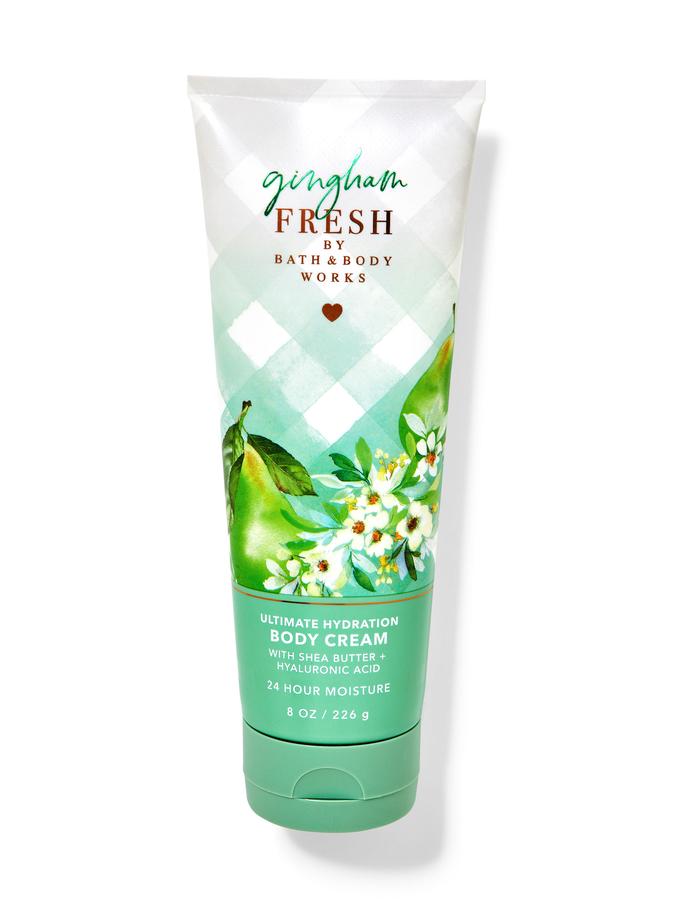 gingham
FRESH
BY
BATH & BODY
WORKS
ULTIMATE HYDRATION
BODY CREAM
WITH SHEA BUTTER +
HYALURONIC ACID
24 HOUR MOISTURE
8 OZ / 226 g